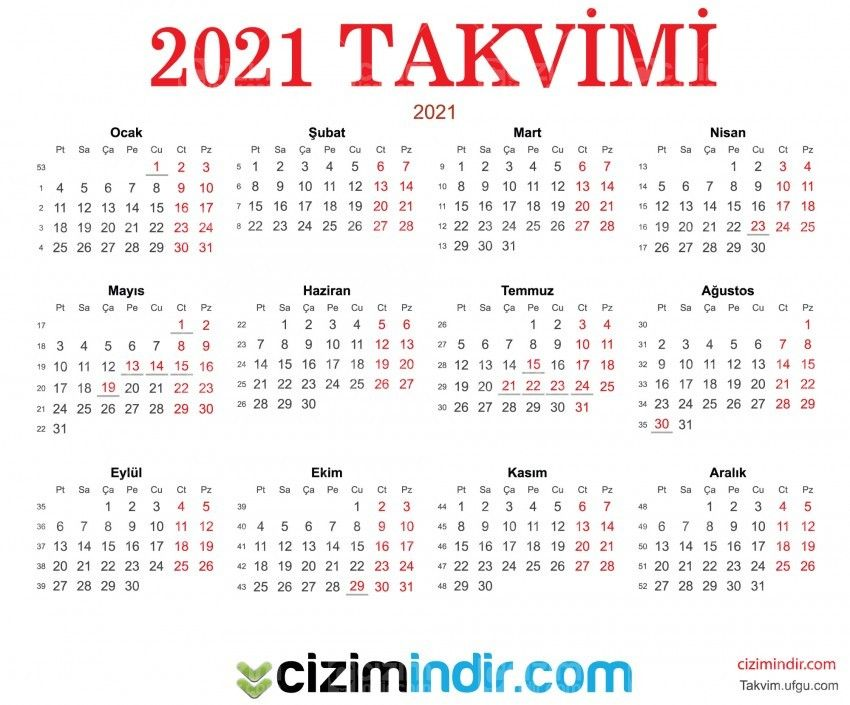 2021 TAKVİMİ
2021
Ocak Şubat Mart Nisan
Pt Sa Ça Pe Cu Ct Pz Pt Sa Ça Pe Cu Ct Pz Pt Sa Ça Pe Cu Ct Pz Pt Sa Ça Pe Cu Ct Pz
53 1 2 3 5 1 2 3 4 5 6 7 9 1 2 3 4 5 6 7 13 1 2 3 4
1 4 5 6 7 8 9 10 6 8 9 10 11 12 13 14 10 8 9 10 11 12 13 14 14 5 6 7 8 9 10 11
2 11 12 13 14 15 16 17 7 15 16 17 18 19 20 21 11 15 16 17 18 19 20 21 15 12 13 14 15 16 17 18
3 18 19 20 21 22 23 24 8 22 23 24 25 26 27 28 12 22 23 24 25 26 27 28 16 19 20 21 22 23 24 25
4 25 26 27 28 29 30 31 13 29 30 31 17 26 27 28 29 30
Mayıs Haziran Temmuz Ağustos
Pt Sa Ça Pe Cu Ct Pz Pt Sa Ça Pe Cu Ct Pz Pt Sa Ça Pe Cu Ct Pz Pt Sa Ça Pe Cu Ct Pz
17 1 2 22 1 2 3 4 5 6 26 1 2 3 4 30 1
18 3 4 5 6 7 8 9 23 7 8 9 10 11 12 13 27 5 6 7 8 9 10 11 31 2 3 4 5 6 7 8
19 10 11 12 13 14 15 16 24 14 15 16 17 18 19 20 28 12 13 14 15 16 17 18 32 9 10 11 12 13 14 15
20 17 18 19 20 21 22 23 25 21 22 23 24 25 26 27 29 19 20 21 22 23 24 25 33 16 17 18 19 20 21 22
21 24 25 26 27 28 29 30 26 28 29 30 30 26 27 28 29 30 31 34 23 24 25 26 27 28 29
22 31 35 30 31
Eylül Ekim Kasım Aralık
Pt Sa Ça Pe Cu Ct Pz Pt Sa Ça Pe Cu Ct Pz Pt Sa Ça Pe Cu Ct Pz Pt Sa Ça Pe Cu Ct Pz
35 1 2 3 4 5 39 1 2 3 44 1 2 3 4 5 6 7 48 1 2 3 4 5
36 6 7 8 9 10 11 12 40 4 5 6 7 8 9 10 45 8 9 10 11 12 13 14 49 6 7 8 9 10 11 12
37 13 14 15 16 17 18 19 41 11 12 13 14 15 16 17 46 15 16 17 18 19 20 21 50 13 14 15 16 17 18 19
38 20 21 22 23 24 25 26 42 18 19 20 21 22 23 24 47 22 23 24 25 26 27 28 51 20 21 22 23 24 25 26
39 27 28 29 30 43 25 26 27 28 29 30 31 48 29 30 52 27 28 29 30 31
cizimindir.com
cizimindir.com
Takvim.ufgu.com